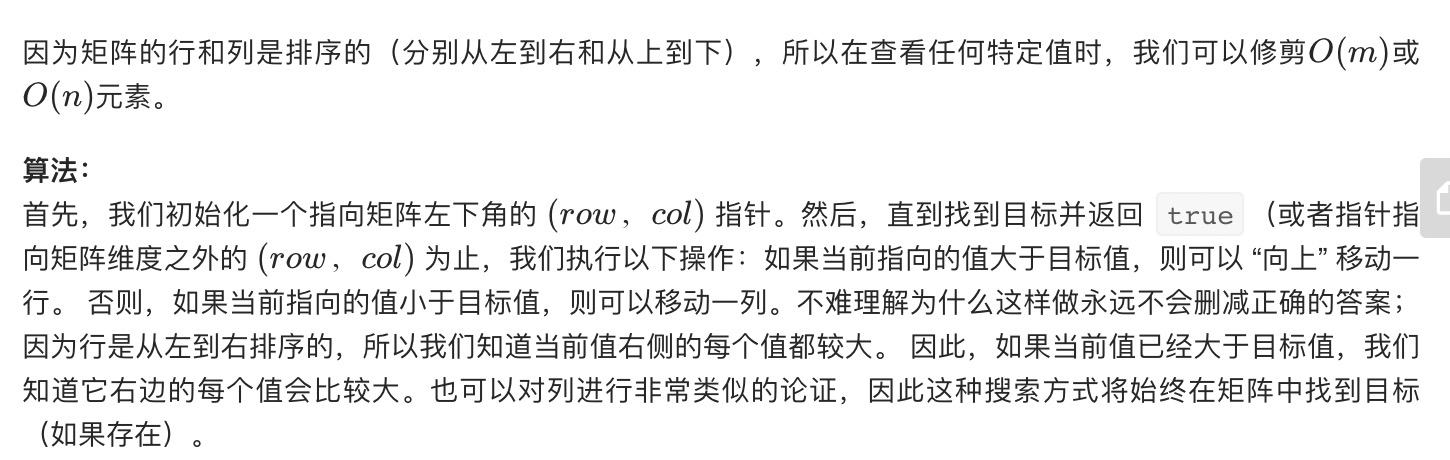 因为矩阵的行和列是排序的（分别从左到右和从上到下），所以在查看任何特定值时，我们可以修剪O(m)或
O(n)元素。
算法：
首先，我们初始化一个指向矩阵左下角的 (row，col) 指针。然后，直到找到目标并返回 true （或者指针指
向矩阵维度之外的 (row，col) 为止，我们执行以下操作：如果当前指向的值大于目标值，则可以 “向上” 移动一
行。 否则，如果当前指向的值小于目标值，则可以移动一列。不难理解为什么这样做永远不会删减正确的答案；
因为行是从左到右排序的，所以我们知道当前值右侧的每个值都较大。 因此，如果当前值已经大于目标值，我们
知道它右边的每个值会比较大。也可以对列进行非常类似的论证，因此这种搜索方式将始终在矩阵中找到目标
（如果存在）。